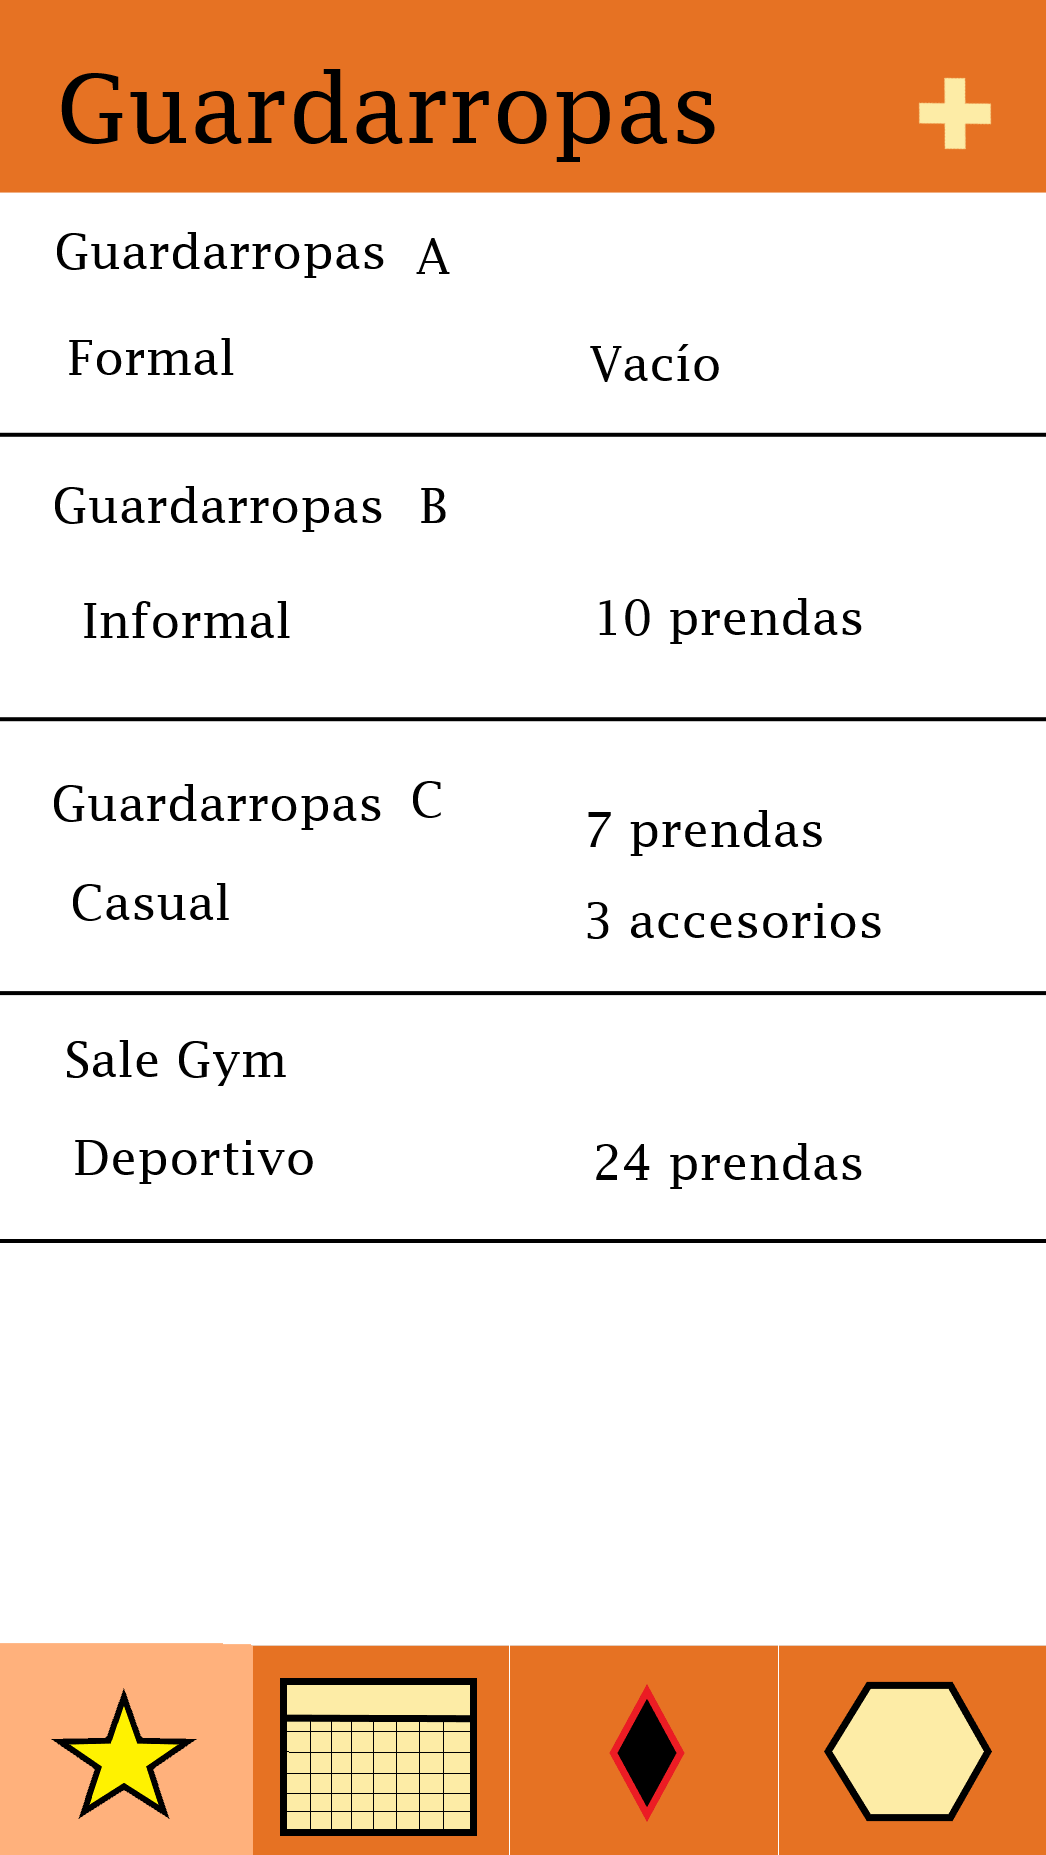 Guardarropas
Guardarropas A
Formal
Vacío
Guardarropas B
Informal
10 prendas
Guardarropas C
7 prendas
Casual
3 accesorios
Sale Gym
Deportivo
24 prendas